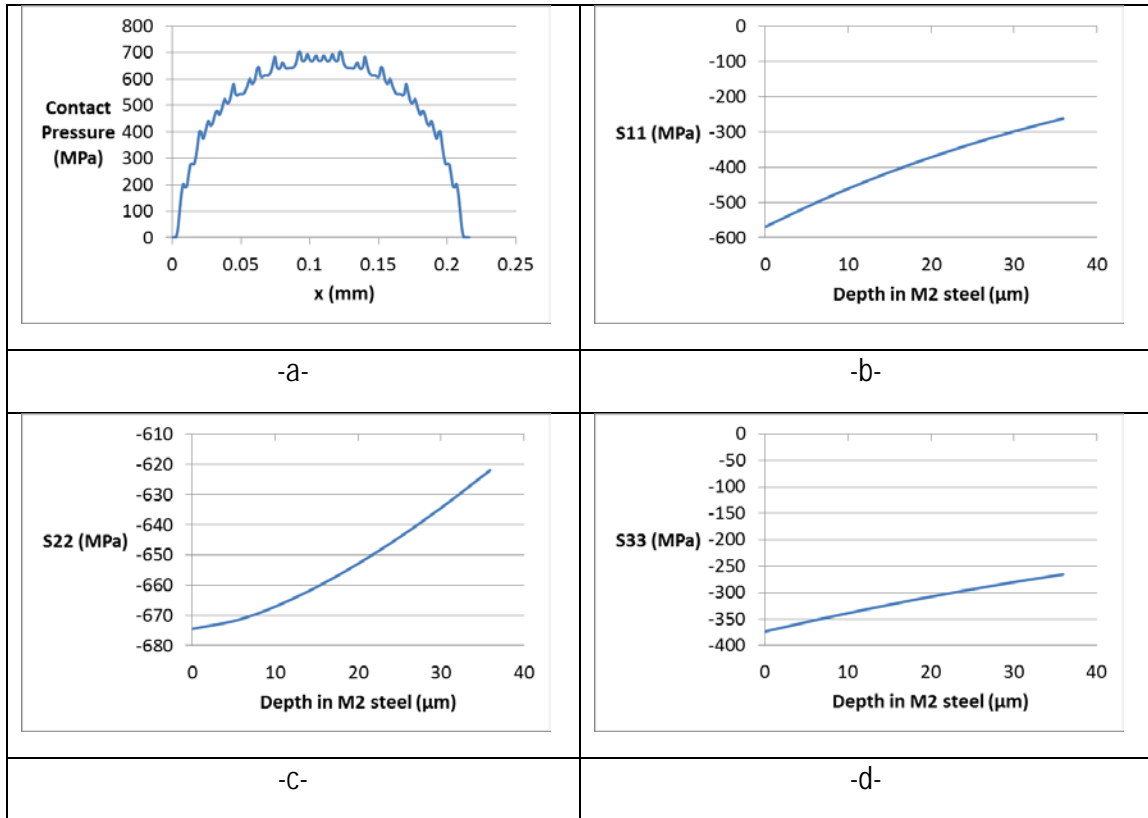 800
700
600
500
400
300
200
100
0
Contact
Pressure
(MPa)
0 0.05 0.1 0.15 0.2 0.25
x (mm)
-a-
0
-100
-200
-300
-400
-500
-600
S11 (MPa)
0 10 20 30 40
Depth in M2 steel (µm)
-b-
-610
-620
-630
-640
-650
-660
-670
-680
S22 (MPa)
0 10 20 30 40
Depth in M2 steel (µm)
-c-
0
-50
-100
-150
-200
-250
-300
-350
-400
S33 (MPa)
0 10 20 30 40
Depth in M2 steel (µm)
-d-